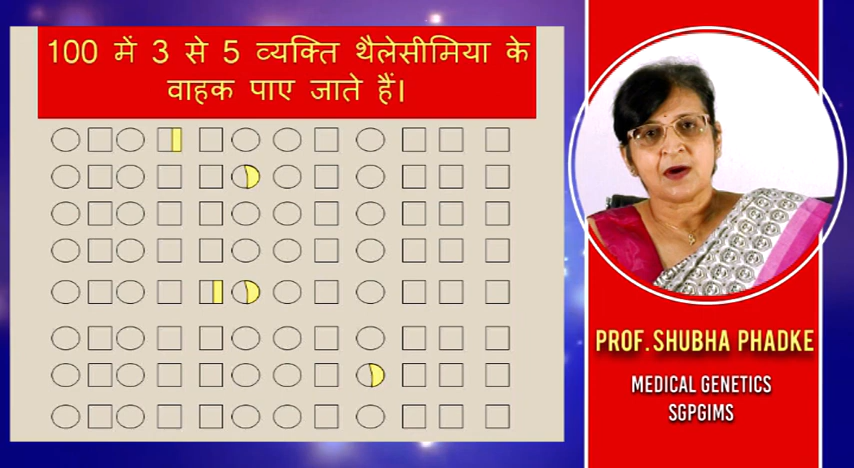 100 में 3 से 5 व्यक्ति थैलेसीमिया के
वाहक पाए जाते हैं।
PROF. SHUBHA PHADKE
MEDICAL GENETICS
SGPGIMS